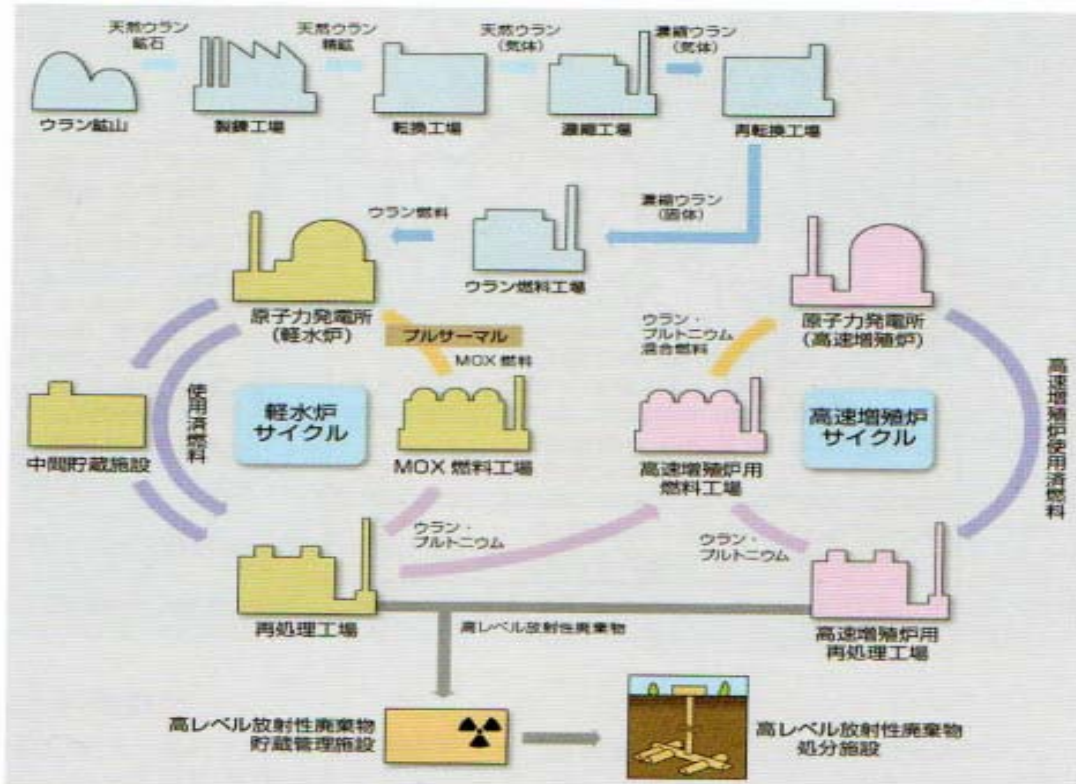 天然ウラン
鉱石
天然ウラン
精鉱
天然ウラン
(気体)
濃縮ウラン
(気体)
ウラン鉱山
製錬工場
転換工場
濃縮工場
再転換工場
ウラン燃料
濃縮ウラン
(固体)
ウラン燃料工場
原子力発電所
(軽水炉)
プルサーマル
MOX 燃料
ウラン・
プルトニウム
混合燃料
原子力発電所
(高速増殖炉)
使用済燃料
軽水炉
サイクル
高速増殖炉
サイクル
高速増殖炉使用済燃料
中間貯蔵施設
MOX 燃料工場
高速増殖炉用
燃料工場
ウラン・
プルトニウム
ウラン・
プルトニウム
再処理工場
高レベル放射性廃棄物
高速増殖炉用
再処理工場
高レベル放射性廃棄物
貯蔵管理施設
高レベル放射性廃棄物
処分施設